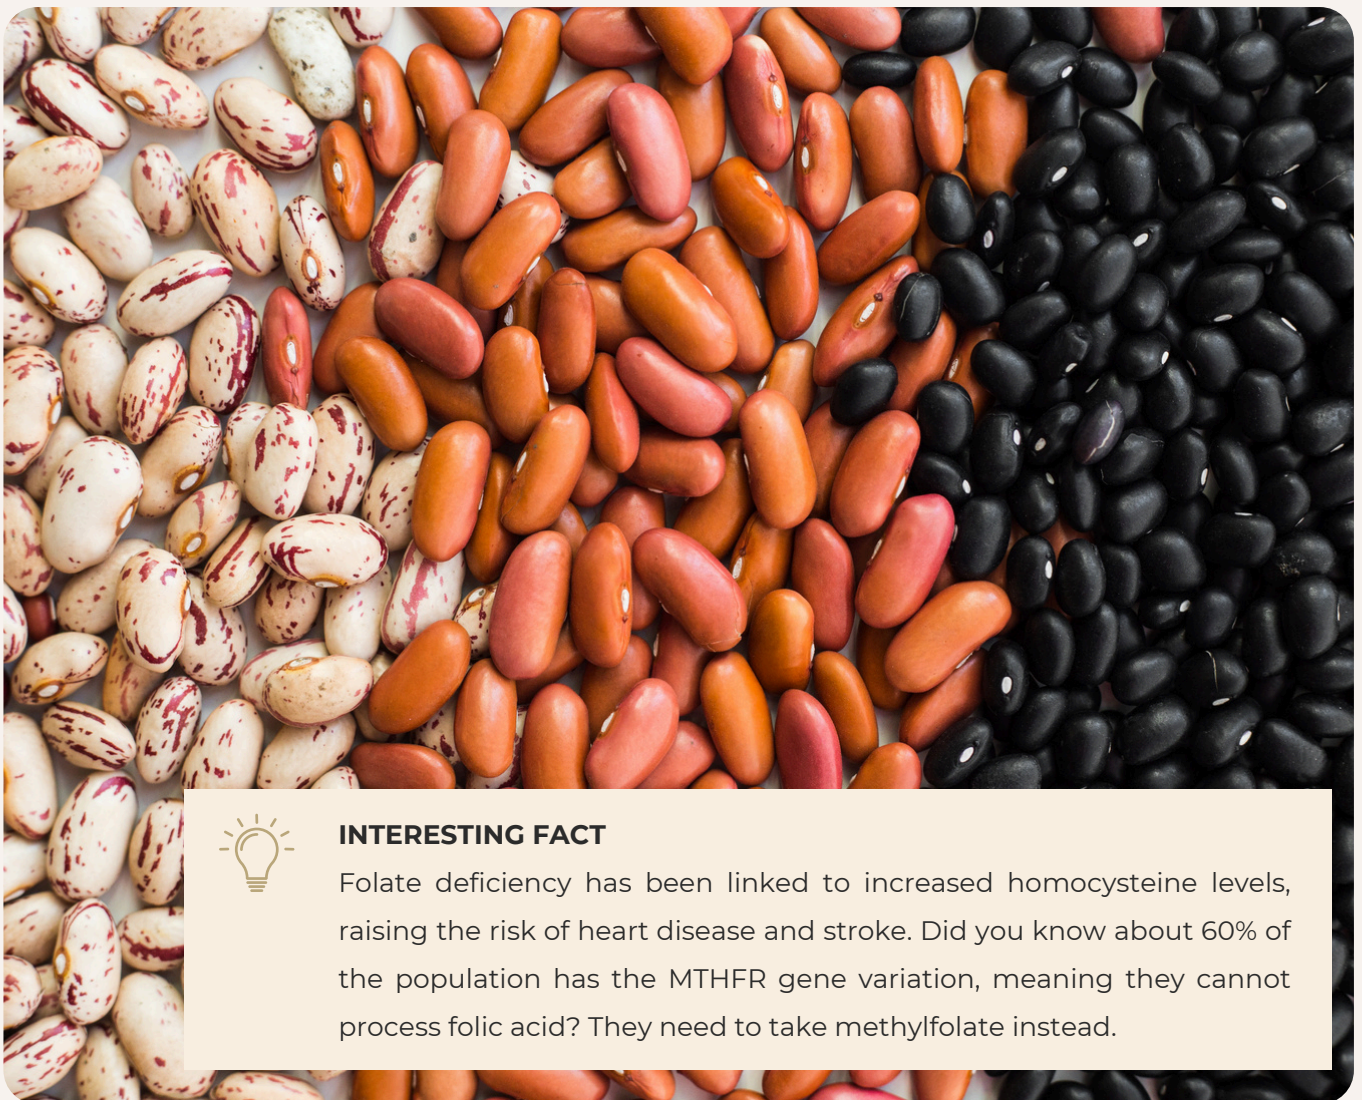 INTERESTING FACT
Folate deficiency has been linked to increased homocysteine levels,
raising the risk of heart disease and stroke. Did you know about 60% of
the population has the MTHFR gene variation, meaning they cannot
process folic acid? They need to take methylfolate instead.